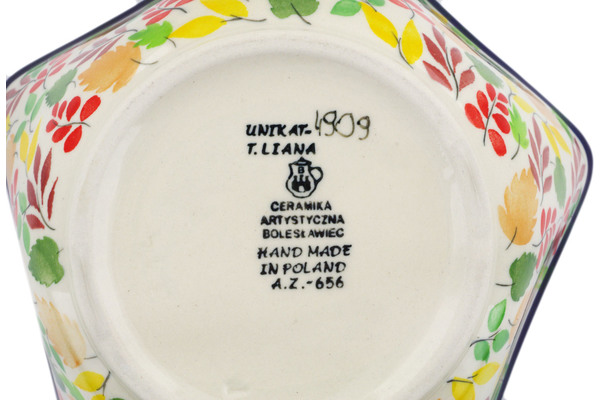 UNIKAT-4909
T. LIANA
B
CERAMIKA
ARTYSTYCZNA
BOLESŁAWIEC
HAND MADE
IN POLAND
A.Z.-656